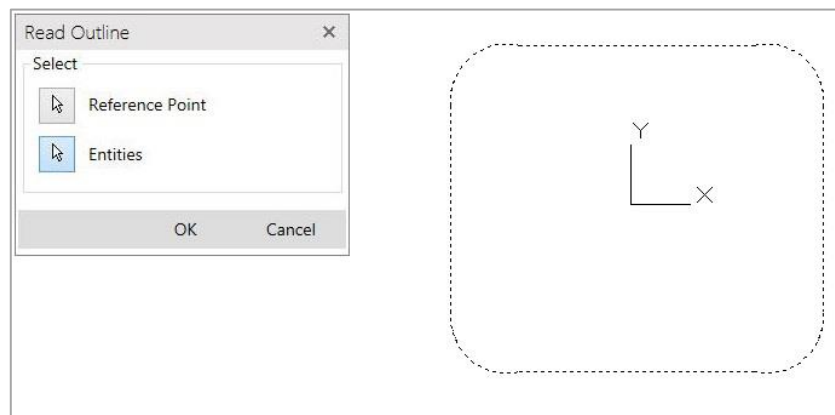 Read Outline
Select
Reference Point
Entities
OK Cancel
Y
X